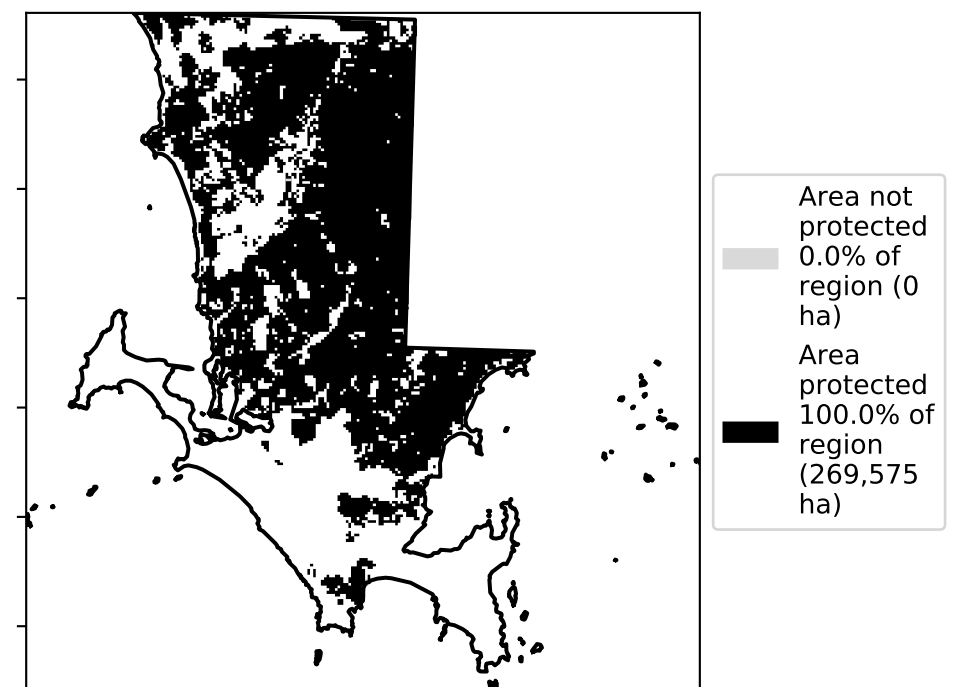 Area not
protected
0.0% of
region (0
ha)
Area
protected
100.0% of
region
(269,575
ha)